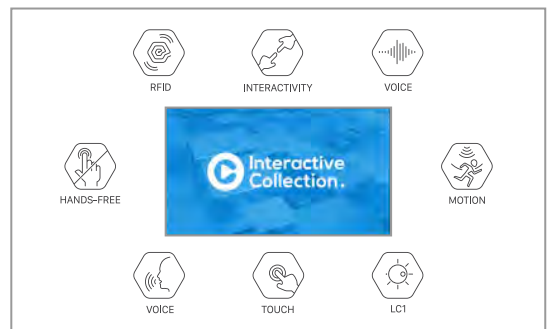 RFID
INTERACTIVITY
VOICE
Interactive
Collection.
HANDS-FREE
MOTION
VOICE
TOUCH
LC1